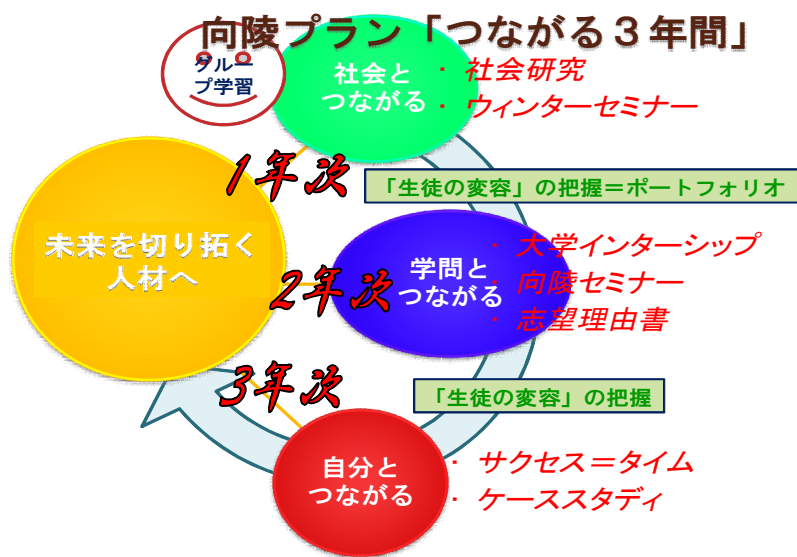 向陵プラン「つながる３年間」
グルー
プ学習
社会と
つながる
・ 社会研究
・ ウィンターセミナー
1年次
「生徒の変容」の把握＝ポートフォリオ
未来を切り拓く
人材へ
2年次
学問と
つながる
・ 大学インターシップ
・ 向陵セミナー
・ 志望理由書
3年次
「生徒の変容」の把握
自分と
つながる
・ サクセス＝タイム
・ ケーススタディ